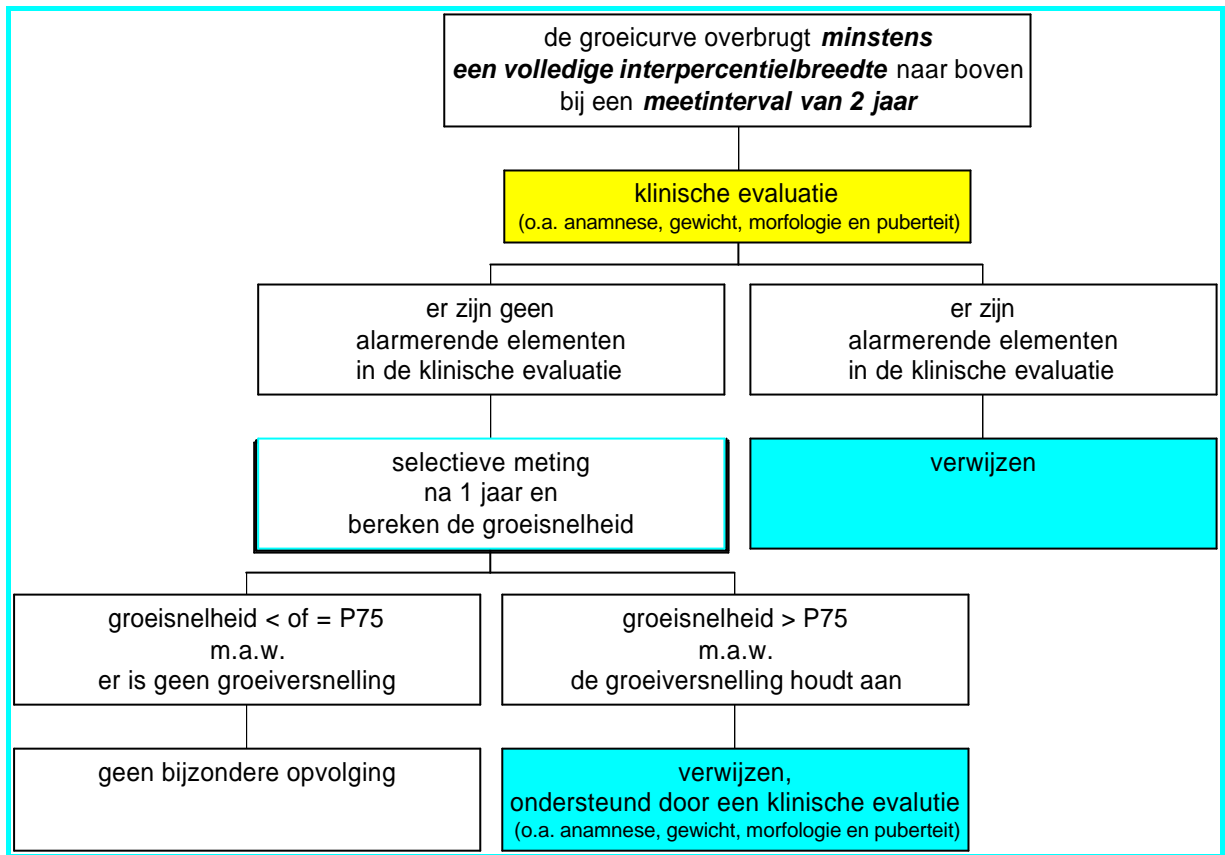 de groeicurve overbrugt minstens
een volledige interpercentielbreedte naar boven
bij een meetinterval van 2 jaar
klinische evaluatie
(o.a. anamnese, gewicht, morfologie en puberteit)
er zijn geen
alarmerende elementen
in de klinische evaluatie
er zijn
alarmerende elementen
in de klinische evaluatie
selectieve meting
na 1 jaar en
bereken de groeisnelheid
verwijzen
groeisnelheid < of = P75
m.a.w.
er is geen groeiversnelling
groeisnelheid > P75
m.a.w.
de groeiversnelling houdt aan
geen bijzondere opvolging
verwijzen,
ondersteund door een klinische evalutie
(o.a. anamnese, gewicht, morfologie en puberteit)